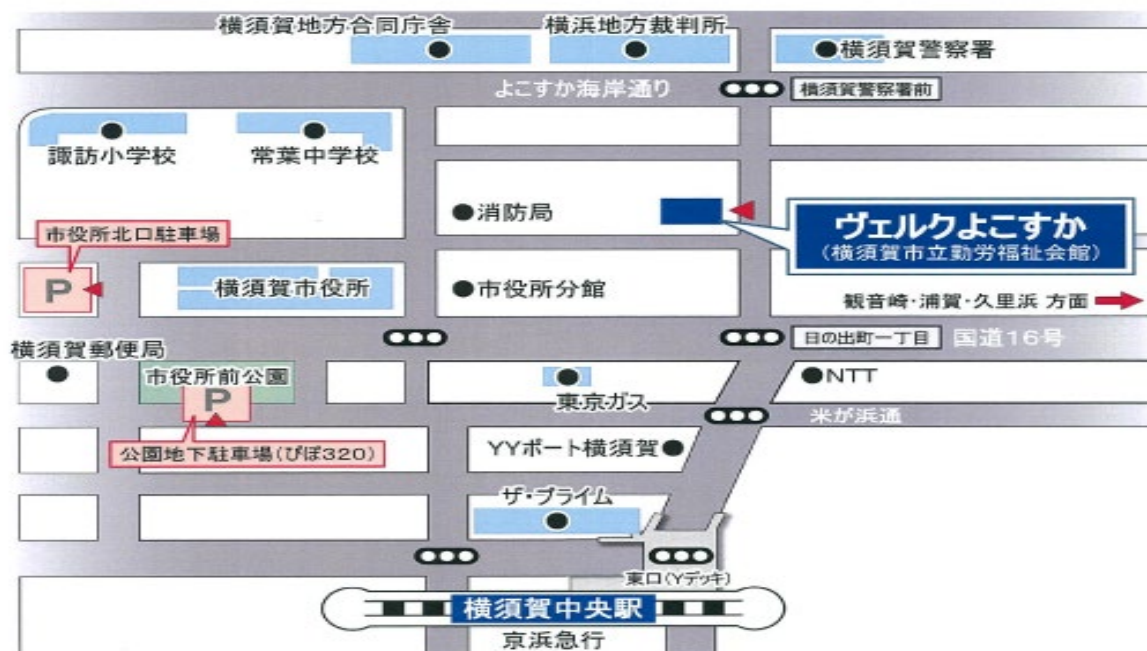 横須賀地方合同庁舎
横浜地方裁判所
横須賀警察署
よこすか海岸通り
横須賀警察署前
諏訪小学校
常葉中学校
消防局
ヴェルクよこすか
(横須賀市立勤労福祉会館)
市役所北口駐車場
P
横須賀市役所
市役所分館
観音崎・浦賀・久里浜 方面
日の出町一丁目
国道16号
横須賀郵便局
市役所前公園
P
東京ガス
NTT
米が浜通
公園地下駐車場(ぴぽ320)
YYポート横須賀
ザ・プライム
東口(Yデッキ)
横須賀中央駅
京浜急行